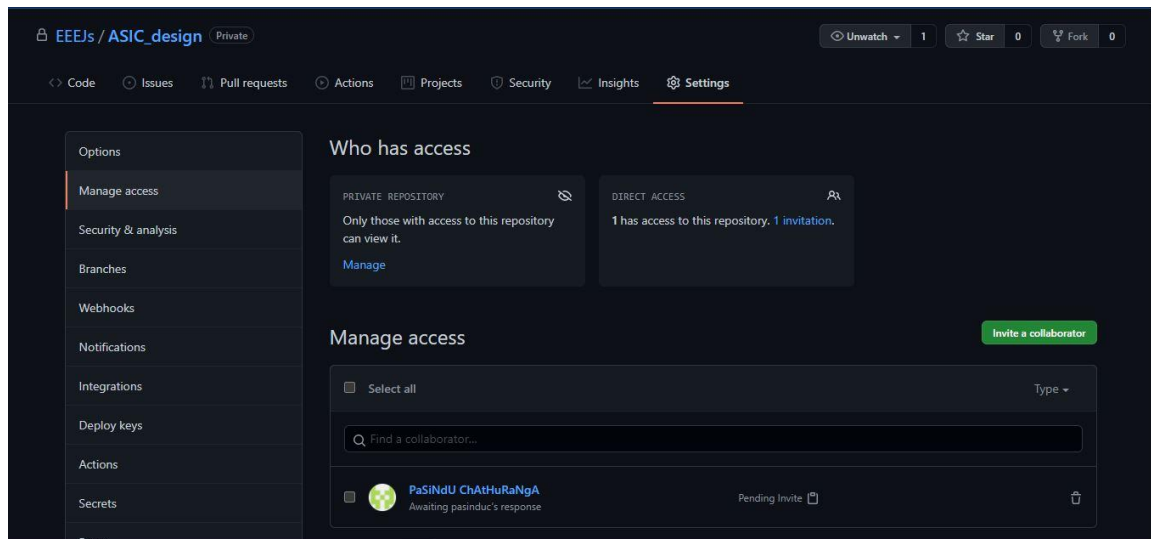 EEEJs / ASIC_design Private
Unwatch 1 Star 0 Fork 0
Code Issues Pull requests Actions Projects Security Insights Settings
Options
Manage access
Security & analysis
Branches
Webhooks
Notifications
Integrations
Deploy keys
Actions
Secrets
Who has access
PRIVATE REPOSITORY
Only those with access to this repository
can view it.
Manage
DIRECT ACCESS
1 has access to this repository. 1 invitation.
Manage access
Invite a collaborator
Select all
Type
Find a collaborator...
PaSiNdU ChAtHuRaNgA
Awaiting pasinduc's response
Pending Invite